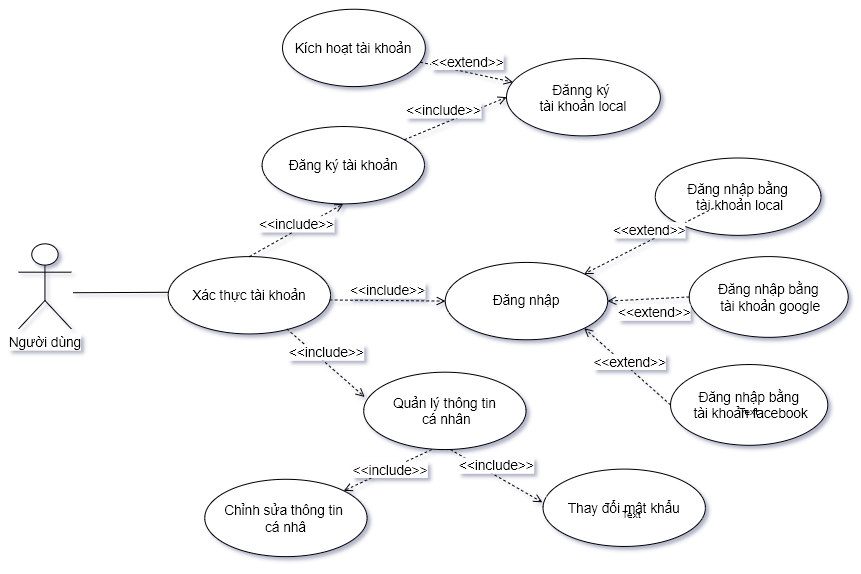 Kích hoạt tài khoản
<<extend>>
Đănng ký
tài khoản local
<<include>>
Đăng ký tài khoản
Đăng nhập bằng
tài khoản local
<<include>>
<<extend>>
Xác thực tài khoản
<<include>>
Đăng nhập
Đăng nhập bằng
tài khoản google
<<extend>>
Người dùng
<<include>>
<<extend>>
Đăng nhập bằng
tài khoản facebook
Text
Quản lý thông tin
cá nhân
<<include>>
<<include>>
Chỉnh sửa thông tin
cá nhâ
Thay đổi mật khẩu
Text